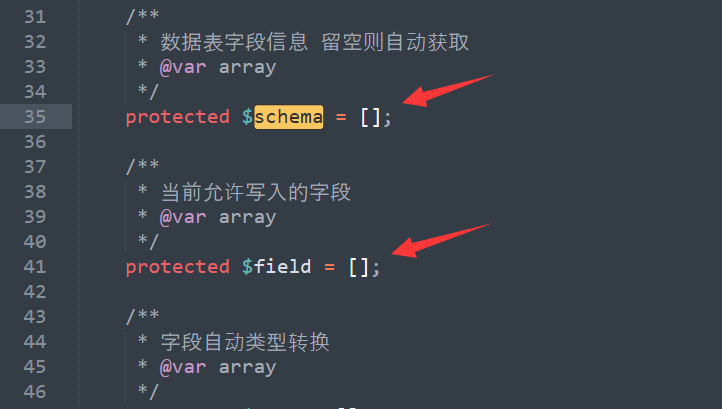 31 /**
32 * 数据表字段信息 留空则自动获取
33 * @var array
34 */
35 protected $schema = [];
36
37 /**
38 * 当前允许写入的字段
39 * @var array
40 */
41 protected $field = [];
42
43 /**
44 * 字段自动类型转换
45 * @var array
46 */